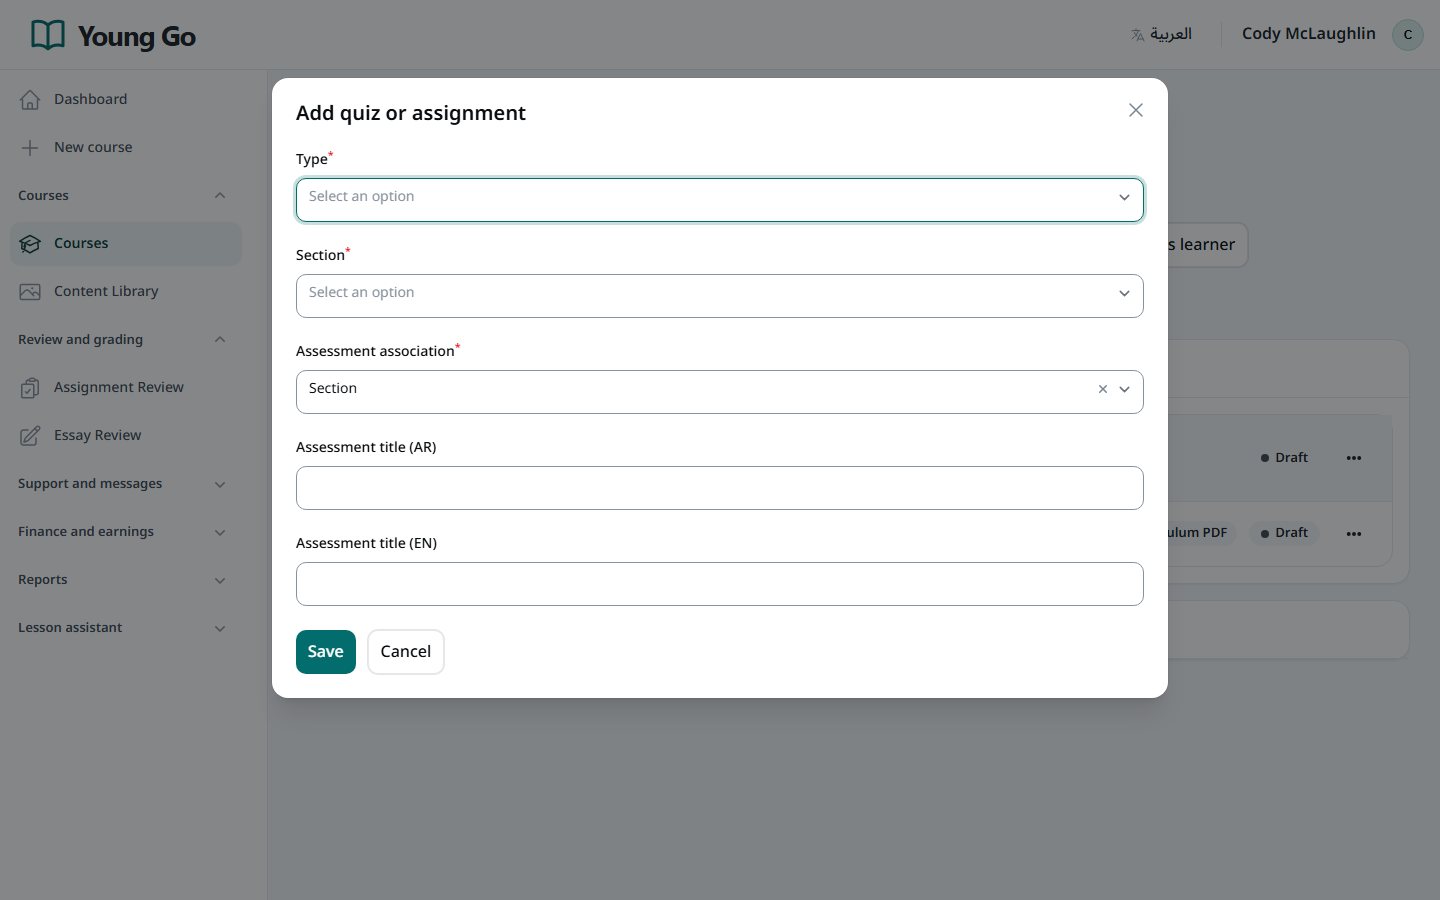 Young Go
العربية
Cody McLaughlin
C
Dashboard
New course
Courses
Courses
Content Library
Review and grading
Assignment Review
Essay Review
Support and messages
Finance and earnings
Reports
Lesson assistant
Add quiz or assignment
Type*
Select an option
Section*
Select an option
Assessment association*
Section
Assessment title (AR)
Assessment title (EN)
Save
Cancel
s learner
Draft
ulum PDF
Draft